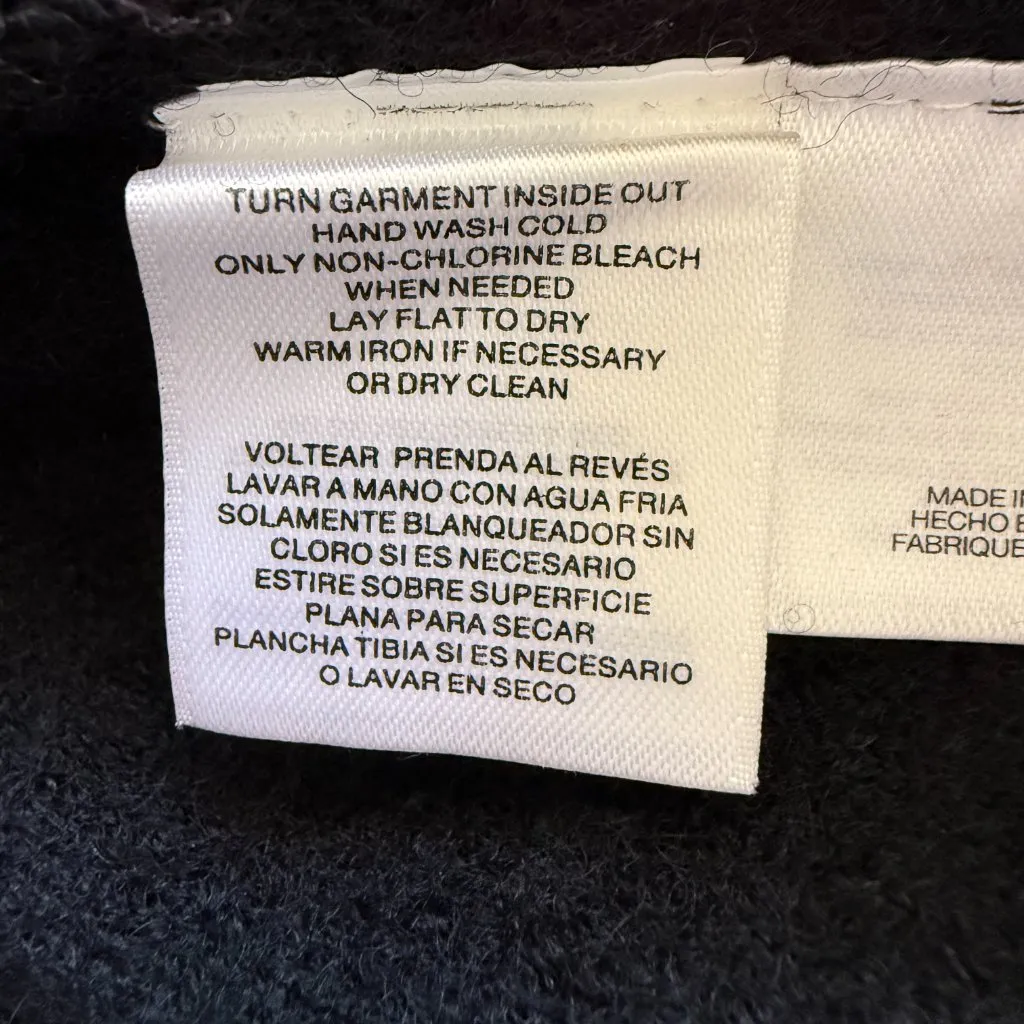 TURN GARMENT INSIDE OUT
HAND WASH COLD
ONLY NON-CHLORINE BLEACH
WHEN NEEDED
LAY FLAT TO DRY
WARM IRON IF NECESSARY
OR DRY CLEAN
VOLTEAR PRENDA AL REVÉS
LAVAR A MANO CON AGUA FRIA
SOLAMENTE BLANQUEADOR SIN
CLORO SI ES NECESARIO
ESTIRE SOBRE SUPERFICIE
PLANA PARA SECAR
PLANCHA TIBIA SI ES NECESARIO
O LAVAR EN SECO
MADE
HECHO
FABRIQUE